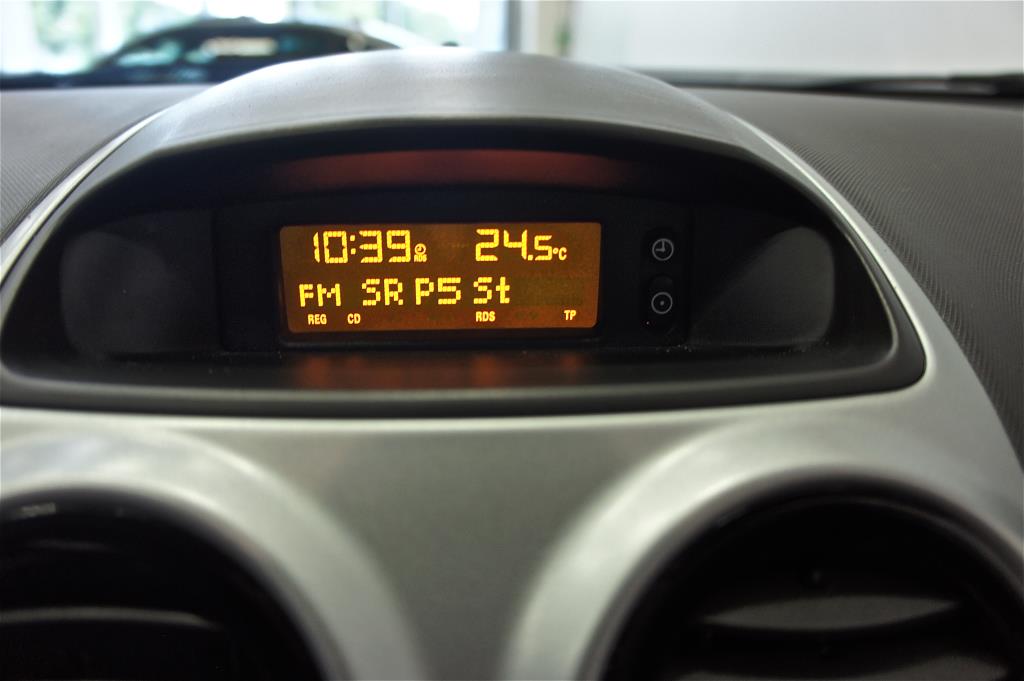 10:39 24.5°C
FM SR P5 St
REG CD RDS TP